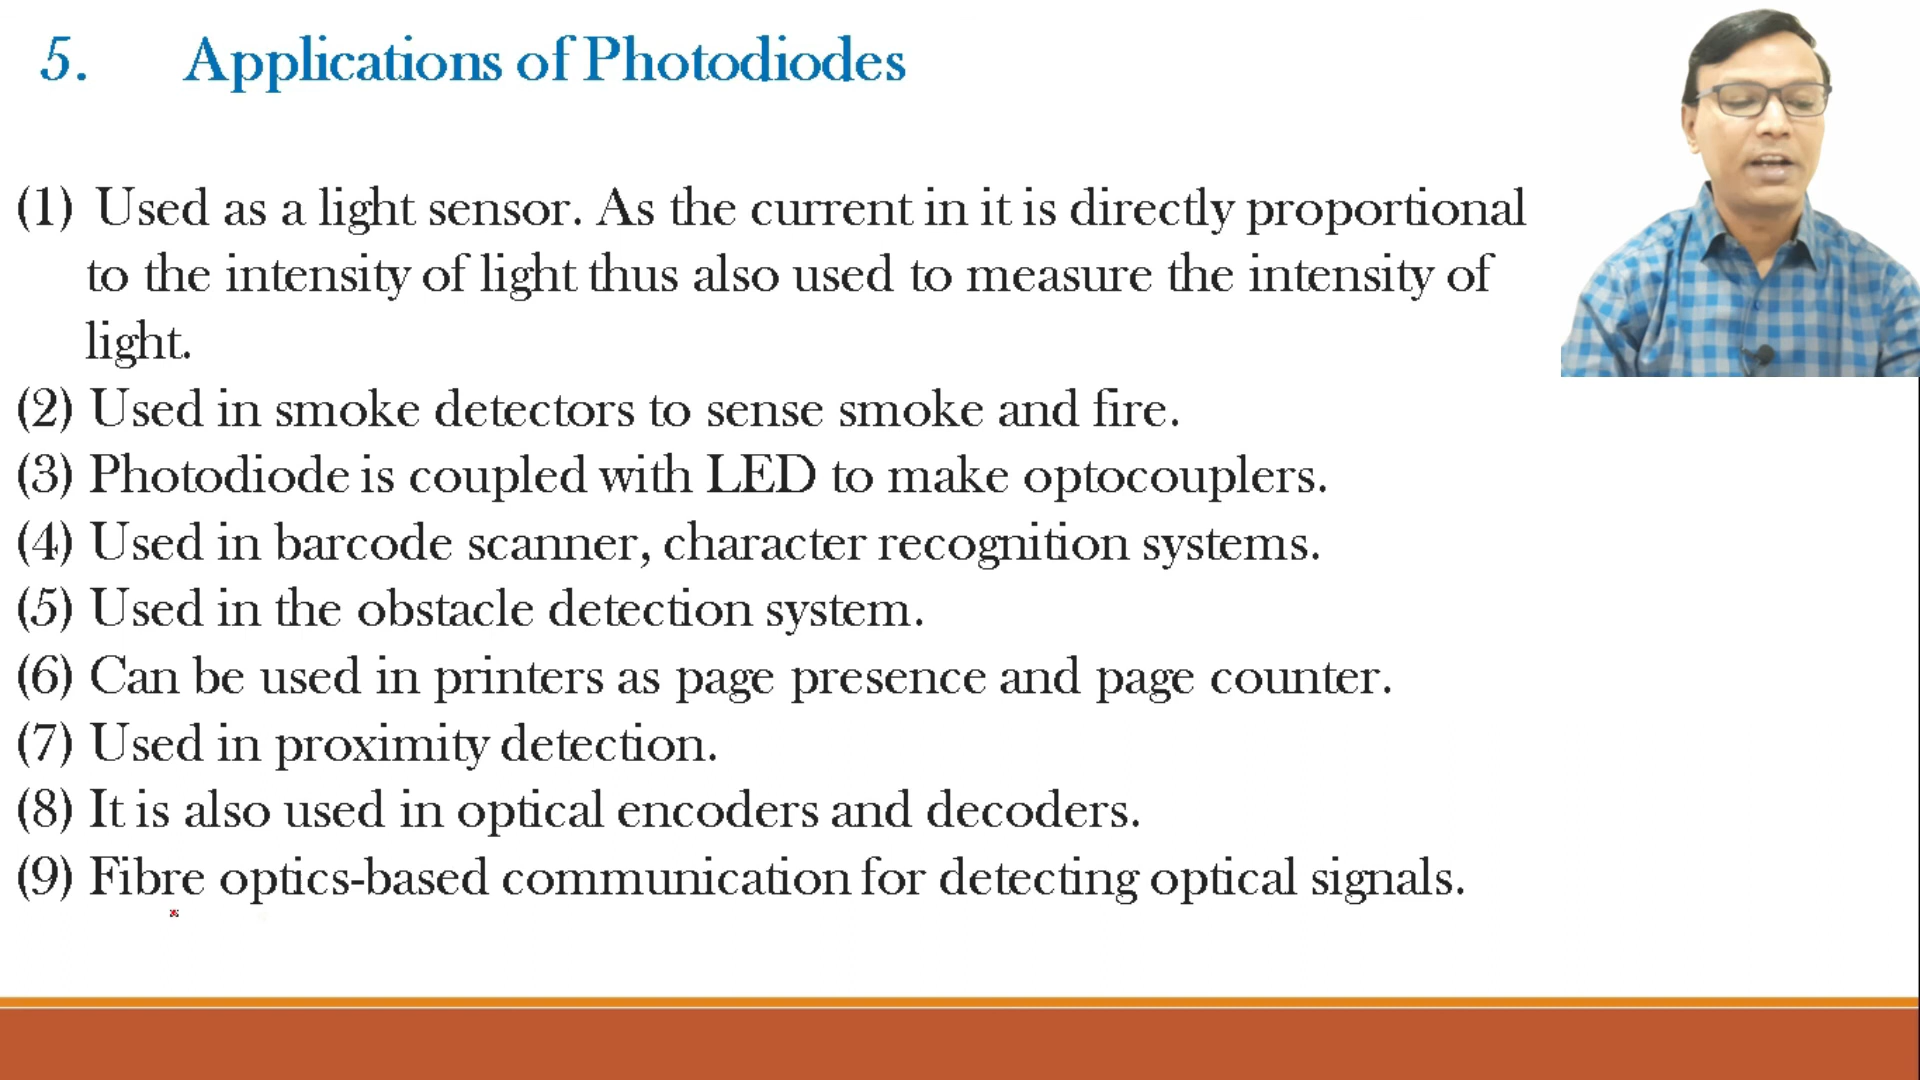 5. Applications of Photodiodes
(1) Used as a light sensor. As the current in it is directly proportional
to the intensity of light thus also used to measure the intensity of
light.
(2) Used in smoke detectors to sense smoke and fire.
(3) Photodiode is coupled with LED to make optocouplers.
(4) Used in barcode scanner, character recognition systems.
(5) Used in the obstacle detection system.
(6) Can be used in printers as page presence and page counter.
(7) Used in proximity detection.
(8) It is also used in optical encoders and decoders.
(9) Fibre optics-based communication for detecting optical signals.